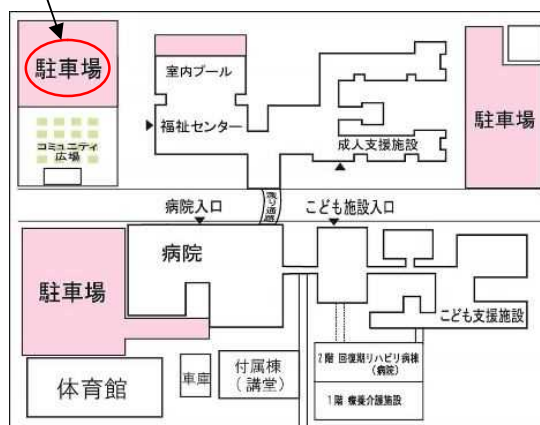 駐車場
室内プール
福祉センター
成人支援施設
駐車場
コミュニティ
広場
病院入口
渡り通路
こども施設入口
病院
駐車場
こども支援施設
体育館
車庫
付属棟
(講堂)
2階 回復期リハビリ病棟
(病院)
1階 療養介護施設